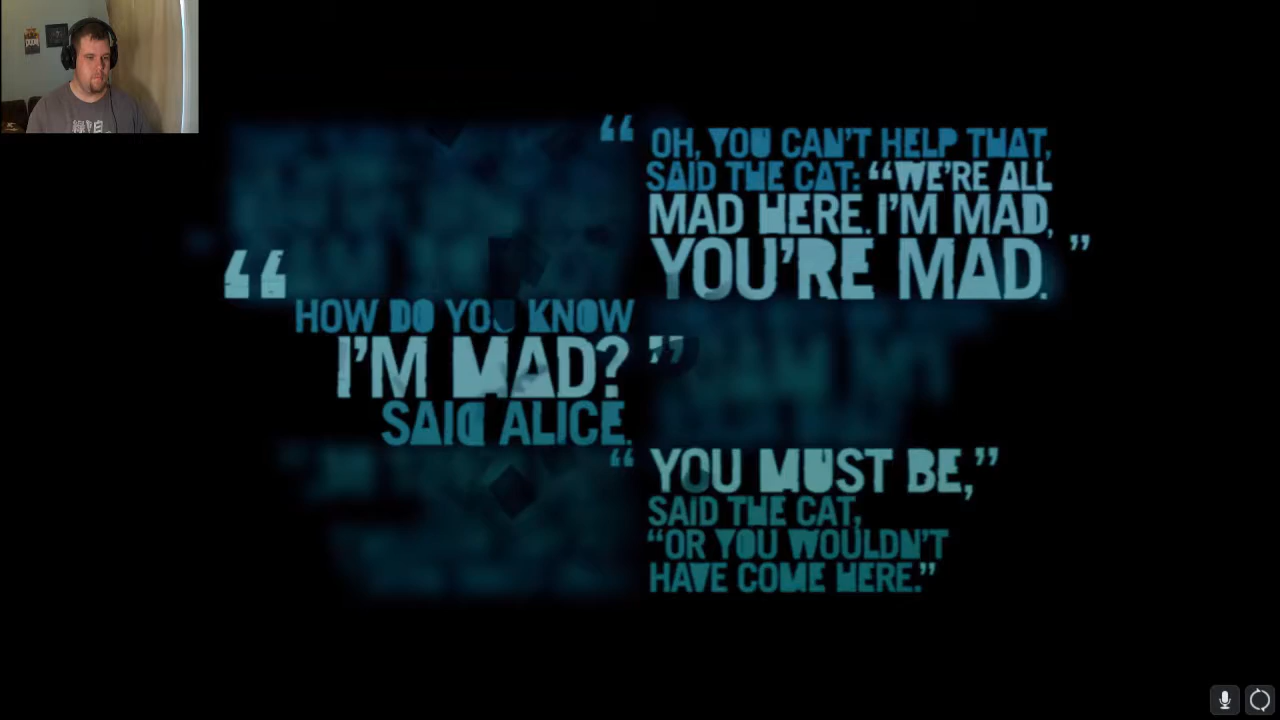 “ OH, YOU CAN'T HELP THAT,
SAID THE CAT: “WE'RE ALL
MAD HERE. I'M MAD,
YOU'RE MAD. ”
“ HOW DO YOU KNOW
I'M MAD? ”
SAID ALICE.
“ YOU MUST BE,”
SAID THE CAT,
“OR YOU WOULDN'T
HAVE COME HERE.”